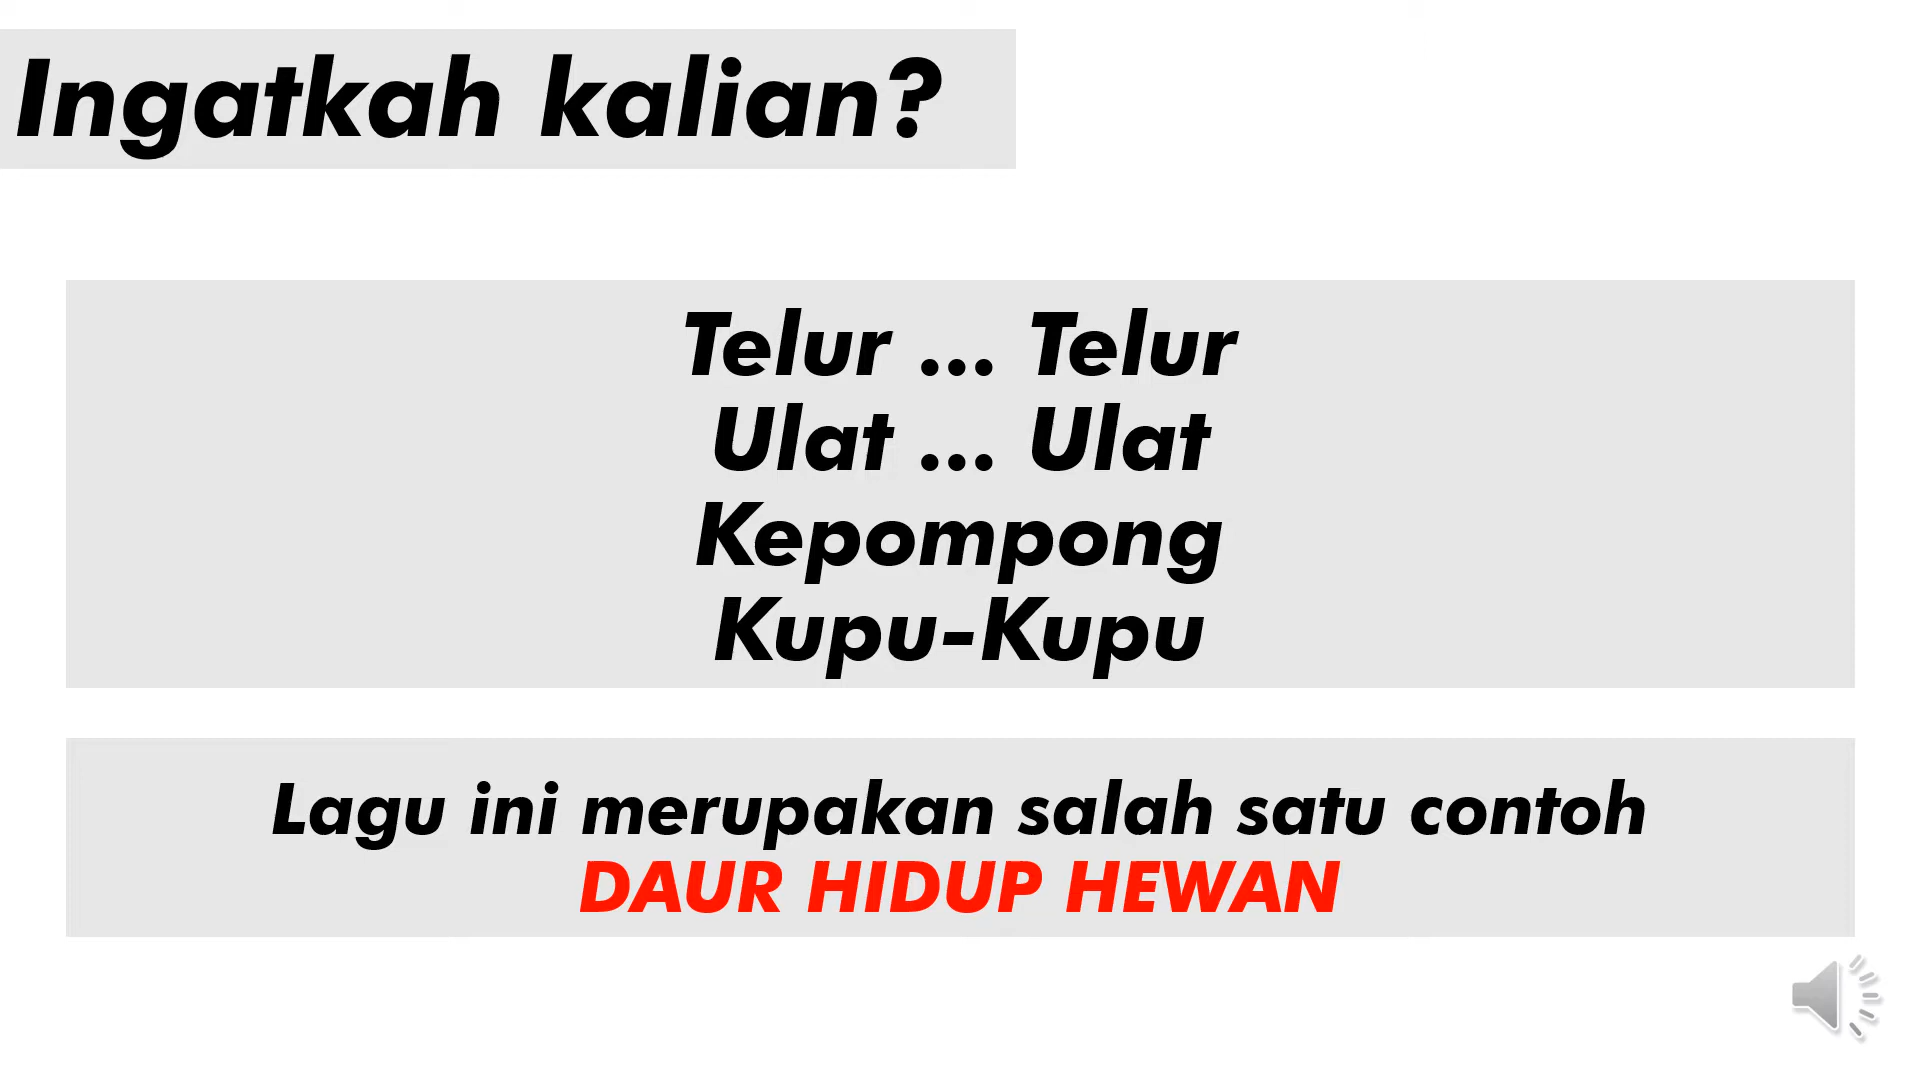 Ingatkah kalian?
Telur ... Telur
Ulat ... Ulat
Kepompong
Kupu-Kupu
Lagu ini merupakan salah satu contoh
DAUR HIDUP HEWAN